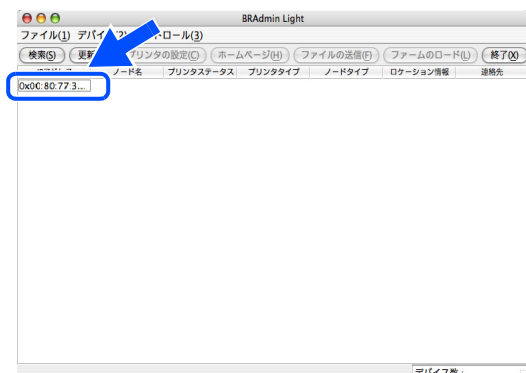 BRAdmin Light
ファイル(1) デバイ ロール(3)
検索(S) 更新 プリンタの設定(C) ホームページ(H) ファイルの送信(F) ファームのロード(L) 終了(X)
ノード名 プリンタステータス プリンタタイプ ノードタイプ ロケーション情報 連絡先
0x00:80:77:3...
デバイス数: